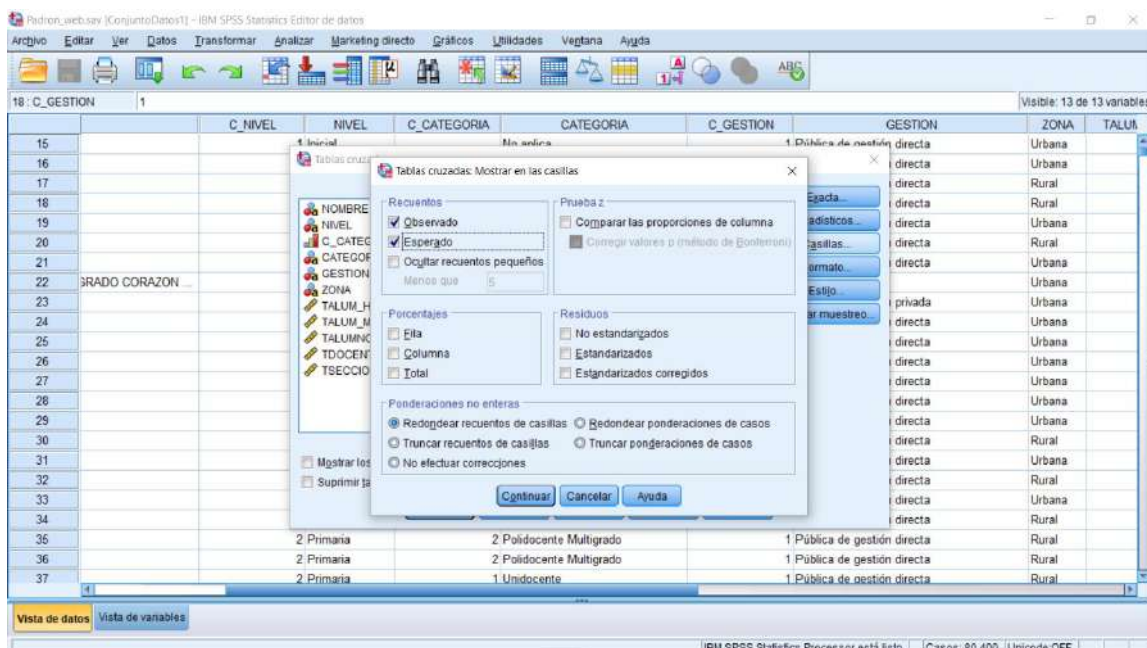 Padron_web.sav [ConjuntoDatos1] - IBM SPSS Statistics Editor de datos
Archivo Editar Ver Datos Transformar Analizar Marketing directo Gráficos Utilidades Ventana Ayuda
18 : C_GESTION 1 Visible: 13 de 13 variables
C_NIVEL NIVEL C_CATEGORIA CATEGORIA C_GESTION GESTION ZONA TALUM
15 1 Inicial No aplica 1 Pública de gestión directa Urbana
16 directa Urbana
17 directa Rural
18 directa Rural
19 directa Urbana
20 directa Rural
21 directa Urbana
22 GRADO CORAZON ... Urbana
23 privada Urbana
24 directa Urbana
25 directa Urbana
26 directa Urbana
27 directa Urbana
28 directa Urbana
29 directa Urbana
30 directa Rural
31 directa Urbana
32 directa Rural
33 directa Urbana
34 directa Rural
35 2 Primaria 2 Polidocente Multigrado 1 Pública de gestión directa Rural
36 2 Primaria 2 Polidocente Multigrado 1 Pública de gestión directa Rural
37 2 Primaria 1 Unidocente 1 Pública de gestión directa Rural
Tablas cruza
NOMBRE
NIVEL
C_CATEG
CATEGOR
GESTION
ZONA
TALUM_H
TALUM_M
TALUMNO
TDOCENT
TSECCIO
Mostrar los
Suprimir ta
Exacta...
adísticos...
asillas...
ormato...
Estilo...
ar muestreo...
Tablas cruzadas: Mostrar en las casillas
Recuentos
Observado
Esperado
Ocultar recuentos pequeños
Menos que 5
Prueba z
Comparar las proporciones de columna
Corregir valores p (método de Bonferroni)
Porcentajes
Fila
Columna
Total
Residuos
No estandarizados
Estandarizados
Estandarizados corregidos
Ponderaciones no enteras
Redondear recuentos de casillas Redondear ponderaciones de casos
Truncar recuentos de casillas Truncar ponderaciones de casos
No efectuar correcciones
Continuar Cancelar Ayuda
Vista de datos Vista de variables
IBM SPSS Statistics Processor está listo Casos: 80,400 Unicode:OFF